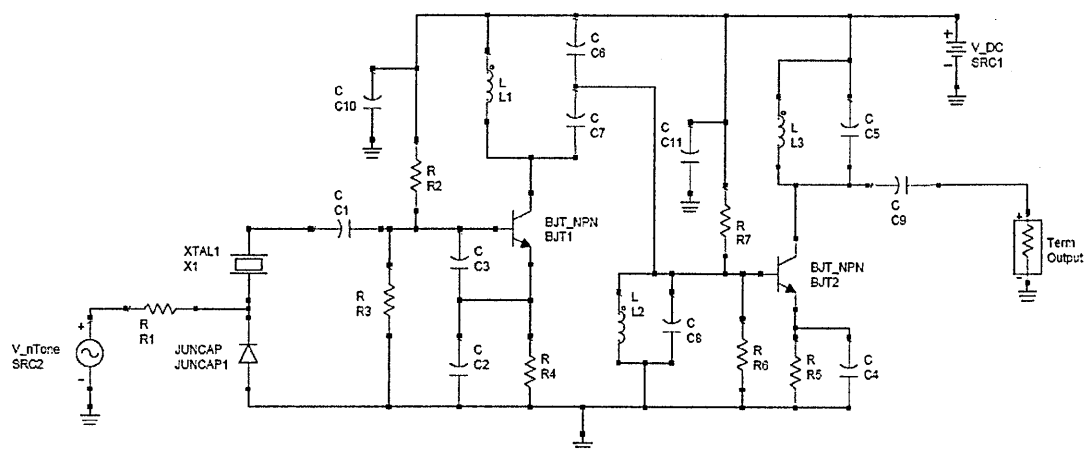 C
C6
V_DC
SRC1
C
C10
L
L1
C
C7
C
C11
L
L3
C
C5
R
R2
C
C1
R
R7
C
C9
BJT_NPN
BJT1
Term
Output
XTAL1
X1
C
C3
BJT_NPN
BJT2
R
R3
L
L2
C
C8
R
R1
V_nTone
SRC2
JUNCAP
JUNCAP1
C
C2
R
R4
R
R6
R
R5
C
C4